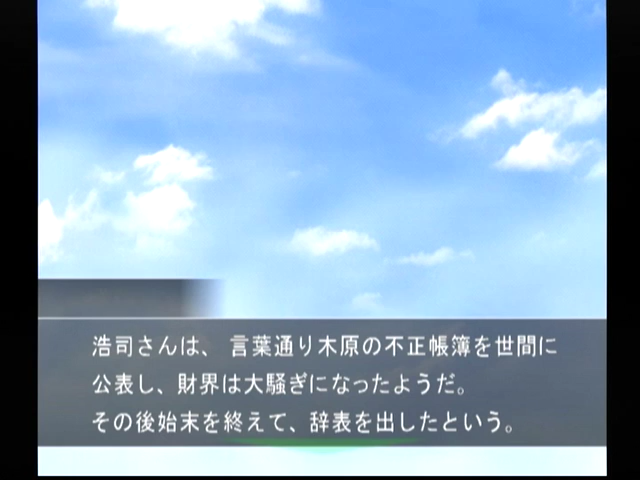 浩司さんは、言葉通り木原の不正帳簿を世間に
公表し、財界は大騒ぎになったようだ。
その後始末を終えて、辞表を出したという。